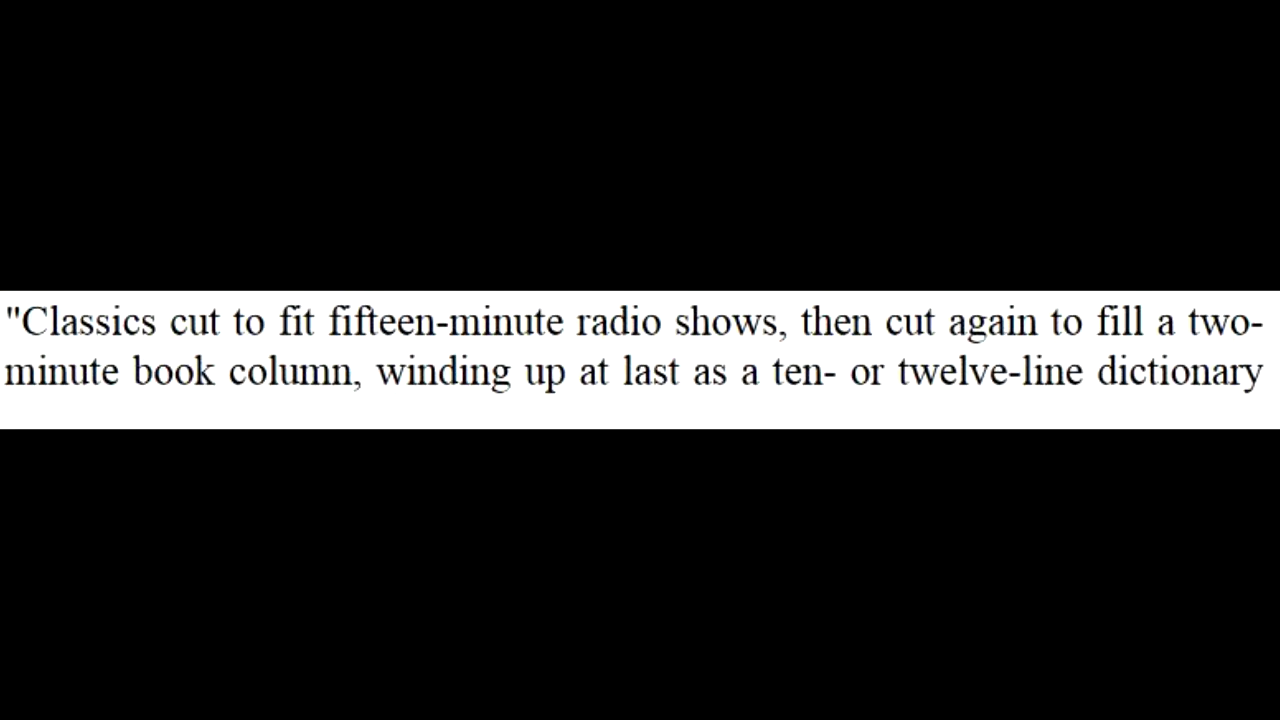 "Classics cut to fit fifteen-minute radio shows, then cut again to fill a two-
minute book column, winding up at last as a ten- or twelve-line dictionary